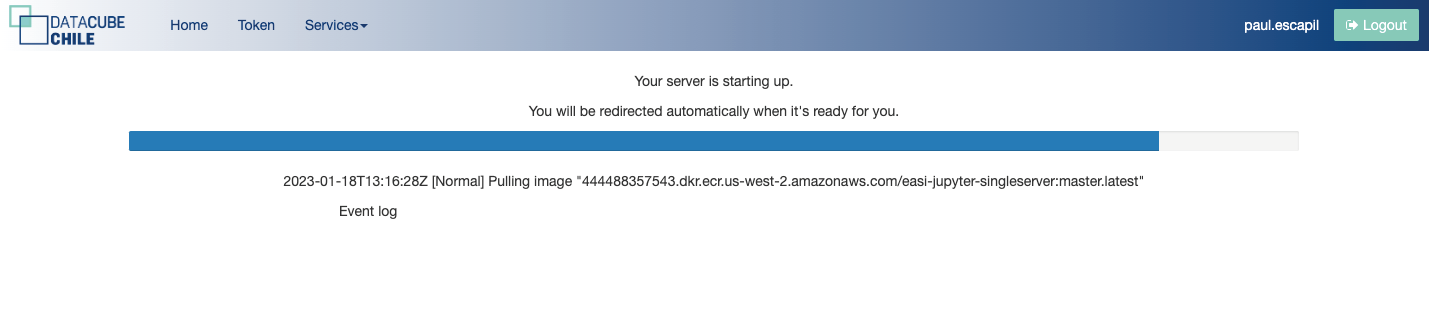 DATACUBE
CHILE
Home Token Services paul.escapil Logout
Your server is starting up.
You will be redirected automatically when it's ready for you.
2023-01-18T13:16:28Z [Normal] Pulling image "444488357543.dkr.ecr.us-west-2.amazonaws.com/easi-jupyter-singleserver:master.latest"
Event log